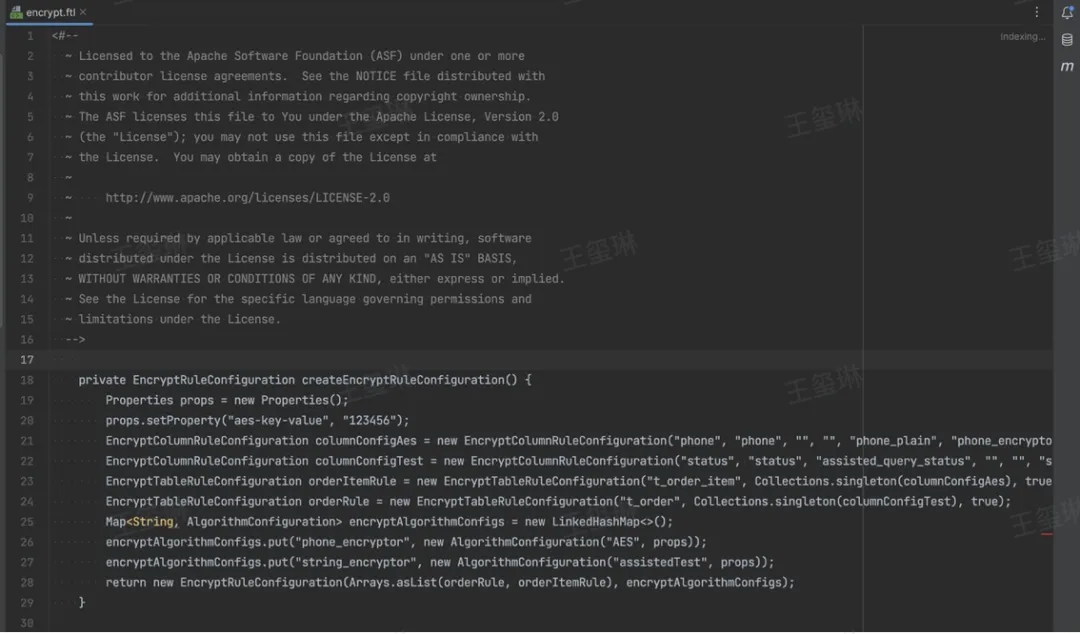 encrypt.ftl
Indexing...
m
1 <#--
2 ~ Licensed to the Apache Software Foundation (ASF) under one or more
3 ~ contributor license agreements.  See the NOTICE file distributed with
4 ~ this work for additional information regarding copyright ownership.
5 ~ The ASF licenses this file to You under the Apache License, Version 2.0
6 ~ (the "License"); you may not use this file except in compliance with
7 ~ the License.  You may obtain a copy of the License at
8 ~
9 ~     http://www.apache.org/licenses/LICENSE-2.0
10 ~
11 ~ Unless required by applicable law or agreed to in writing, software
12 ~ distributed under the License is distributed on an "AS IS" BASIS,
13 ~ WITHOUT WARRANTIES OR CONDITIONS OF ANY KIND, either express or implied.
14 ~ See the License for the specific language governing permissions and
15 ~ limitations under the License.
16 -->
17
18 private EncryptRuleConfiguration createEncryptRuleConfiguration() {
19 Properties props = new Properties();
20 props.setProperty("aes-key-value", "123456");
21 EncryptColumnRuleConfiguration columnConfigAes = new EncryptColumnRuleConfiguration("phone", "phone", "", "", "phone_plain", "phone_encrypto
22 EncryptColumnRuleConfiguration columnConfigTest = new EncryptColumnRuleConfiguration("status", "status", "assisted_query_status", "", "", "s
23 EncryptTableRuleConfiguration orderItemRule = new EncryptTableRuleConfiguration("t_order_item", Collections.singleton(columnConfigAes), true
24 EncryptTableRuleConfiguration orderRule = new EncryptTableRuleConfiguration("t_order", Collections.singleton(columnConfigTest), true);
25 Map<String, AlgorithmConfiguration> encryptAlgorithmConfigs = new LinkedHashMap<>();
26 encryptAlgorithmConfigs.put("phone_encryptor", new AlgorithmConfiguration("AES", props));
27 encryptAlgorithmConfigs.put("string_encryptor", new AlgorithmConfiguration("assistedTest", props));
28 return new EncryptRuleConfiguration(Arrays.asList(orderRule, orderItemRule), encryptAlgorithmConfigs);
29 }
30
王玺琳
王玺琳
王玺琳
王玺琳
王玺琳
王玺琳
王玺琳
王玺琳
王玺琳